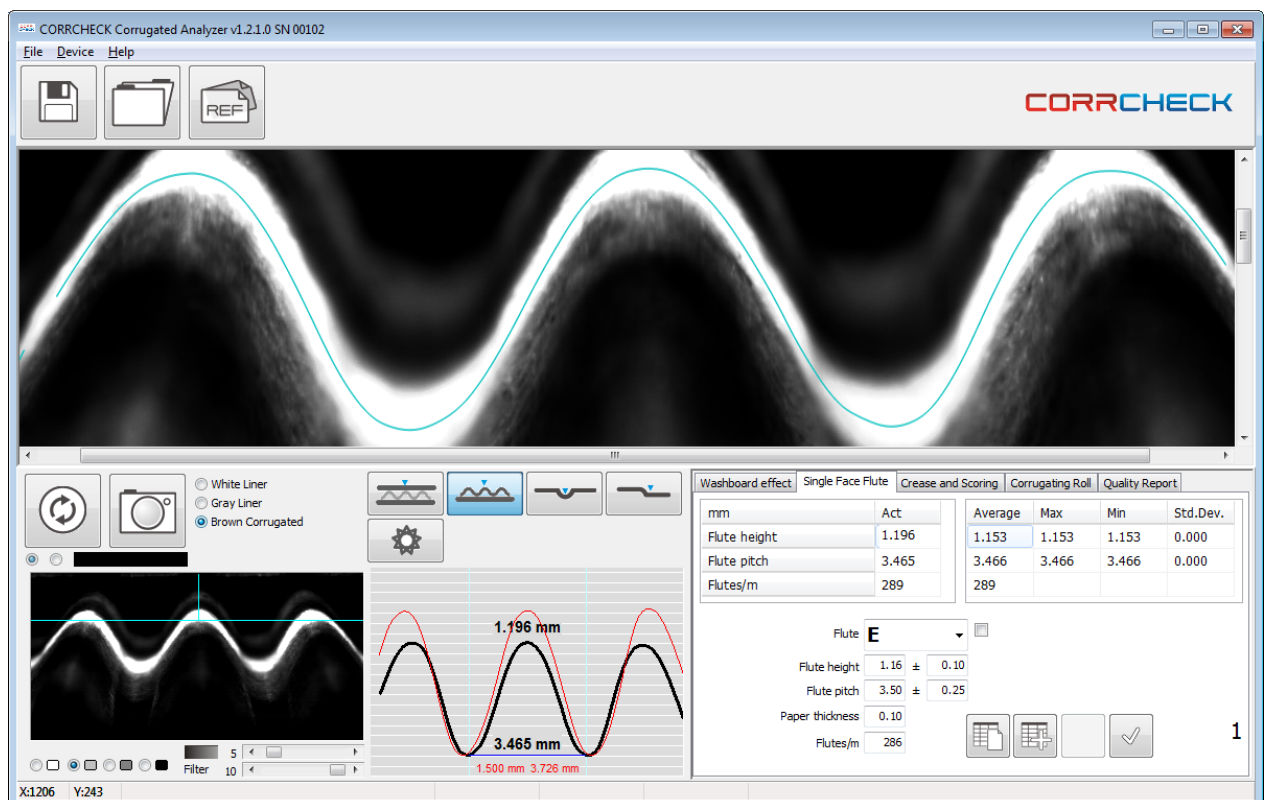 CORRCHECK Corrugated Analyzer v1.2.1.0 SN 00102
File Device Help
REF
CORRCHECK
White Liner
Gray Liner
Brown Corrugated
5
Filter 10
1.196 mm
3.465 mm
1.500 mm 3.726 mm
Washboard effect Single Face Flute Crease and Scoring Corrugating Roll Quality Report
mm Act Average Max Min Std.Dev.
Flute height 1.196 1.153 1.153 1.153 0.000
Flute pitch 3.465 3.466 3.466 3.466 0.000
Flutes/m 289 289
Flute E
Flute height 1.16 ± 0.10
Flute pitch 3.50 ± 0.25
Paper thickness 0.10
Flutes/m 286
1
X:1206 Y:243